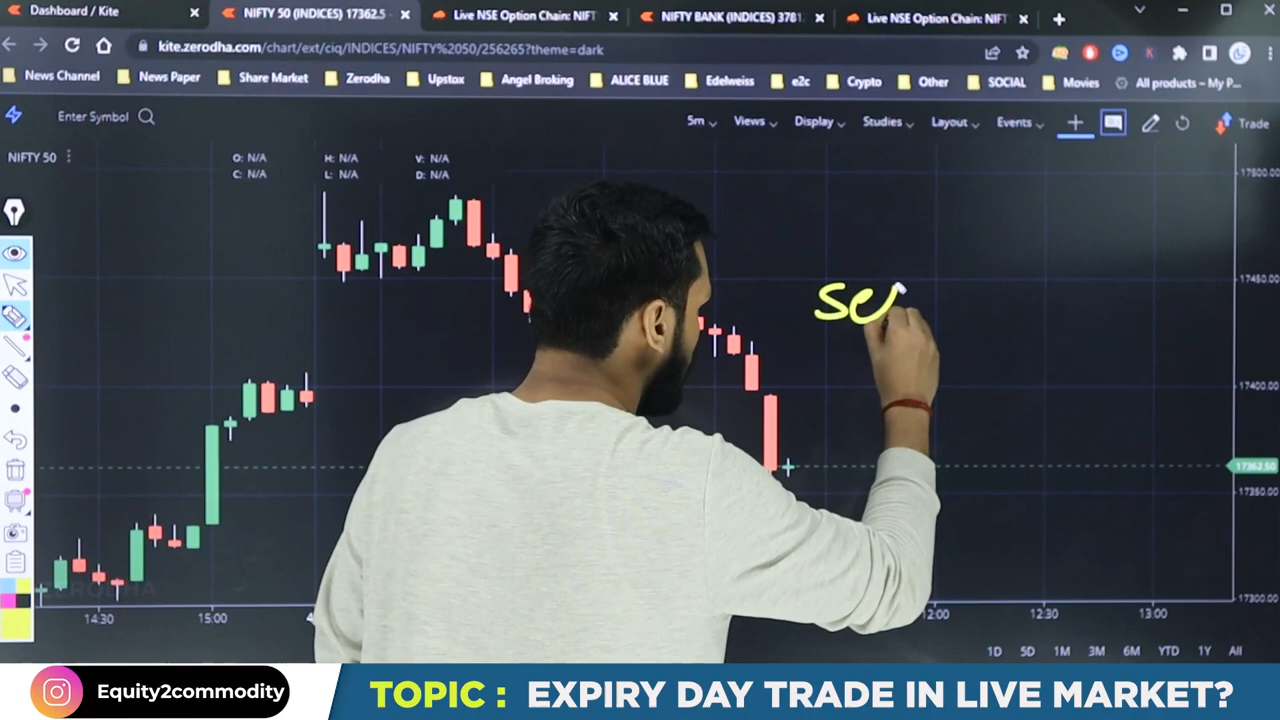 Dashboard / Kite
NIFTY 50 (INDICES) 17362.5
Live NSE Option Chain: NIFT
NIFTY BANK (INDICES) 3781
Live NSE Option Chain: NIFT
kite.zerodha.com/chart/ext/ciq/INDICES/NIFTY%2050/256265?theme=dark
News Channel
News Paper
Share Market
Zerodha
Upstox
Angel Broking
ALICE BLUE
Edelweiss
e2c
Crypto
Other
SOCIAL
Movies
All products – My P...
Enter Symbol
5m
Views
Display
Studies
Layout
Events
Trade
NIFTY 50
O: N/A
H: N/A
V: N/A
C: N/A
L: N/A
D: N/A
17500.00
17450.00
se
17400.00
17362.50
17350.00
ZERODHA
17300.00
14:30
15:00
12:00
12:30
13:00
1D
5D
1M
3M
6M
YTD
1Y
All
Equity2commodity
TOPIC : EXPIRY DAY TRADE IN LIVE MARKET?